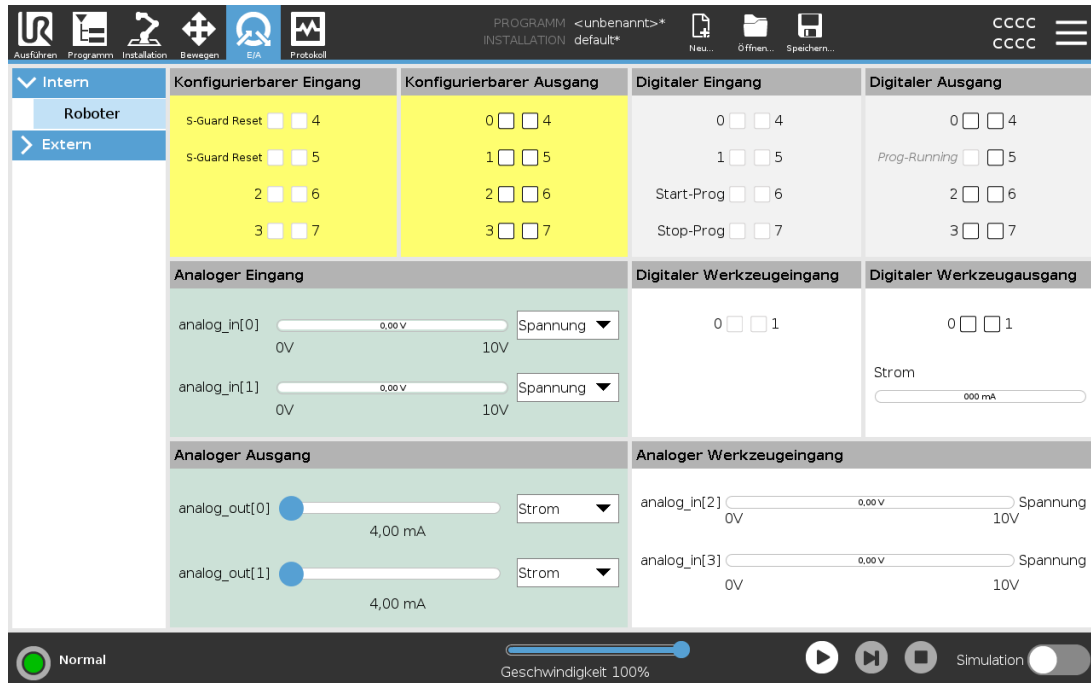 UR
PROGRAMM <unbenannt>*
INSTALLATION default*
CCCC
CCCC
Ausführen Programm Installation Bewegen E/A Protokoll Neu... Öffnen... Speichern...
Intern
Roboter
Extern
Konfigurierbarer Eingang
S-Guard Reset 4
S-Guard Reset 5
2 6
3 7
Konfigurierbarer Ausgang
0 4
1 5
2 6
3 7
Digitaler Eingang
0 4
1 5
Start-Prog 6
Stop-Prog 7
Digitaler Ausgang
0 4
Prog-Running 5
2 6
3 7
Analoger Eingang
analog_in[0] 0,00 V Spannung
0V 10V
analog_in[1] 0,00 V Spannung
0V 10V
Digitaler Werkzeugeingang
0 1
Digitaler Werkzeugausgang
0 1
Strom
000 mA
Analoger Ausgang
analog_out[0] Strom
4,00 mA
analog_out[1] Strom
4,00 mA
Analoger Werkzeugeingang
analog_in[2] 0,00 V Spannung
0V 10V
analog_in[3] 0,00 V Spannung
0V 10V
Normal
Geschwindigkeit 100%
Simulation